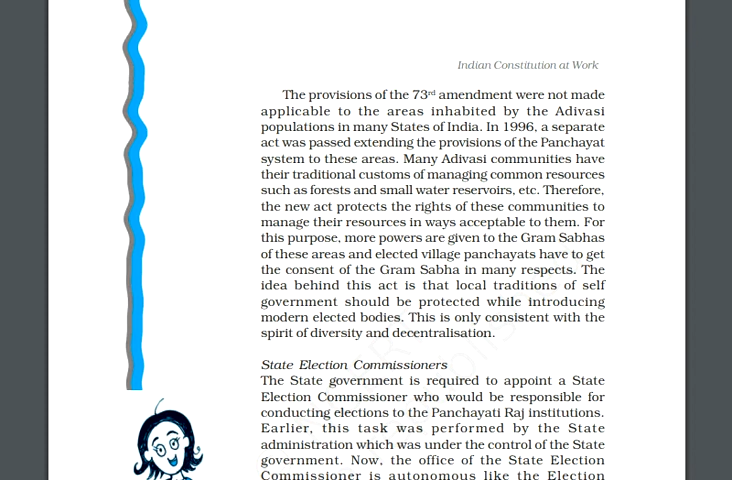 Indian Constitution at Work
The provisions of the 73rd amendment were not made
applicable to the areas inhabited by the Adivasi
populations in many States of India. In 1996, a separate
act was passed extending the provisions of the Panchayat
system to these areas. Many Adivasi communities have
their traditional customs of managing common resources
such as forests and small water reservoirs, etc. Therefore,
the new act protects the rights of these communities to
manage their resources in ways acceptable to them. For
this purpose, more powers are given to the Gram Sabhas
of these areas and elected village panchayats have to get
the consent of the Gram Sabha in many respects. The
idea behind this act is that local traditions of self
government should be protected while introducing
modern elected bodies. This is only consistent with the
spirit of diversity and decentralisation.
State Election Commissioners
The State government is required to appoint a State
Election Commissioner who would be responsible for
conducting elections to the Panchayati Raj institutions.
Earlier, this task was performed by the State
administration which was under the control of the State
government. Now, the office of the State Election
Commissioner is autonomous like the Election